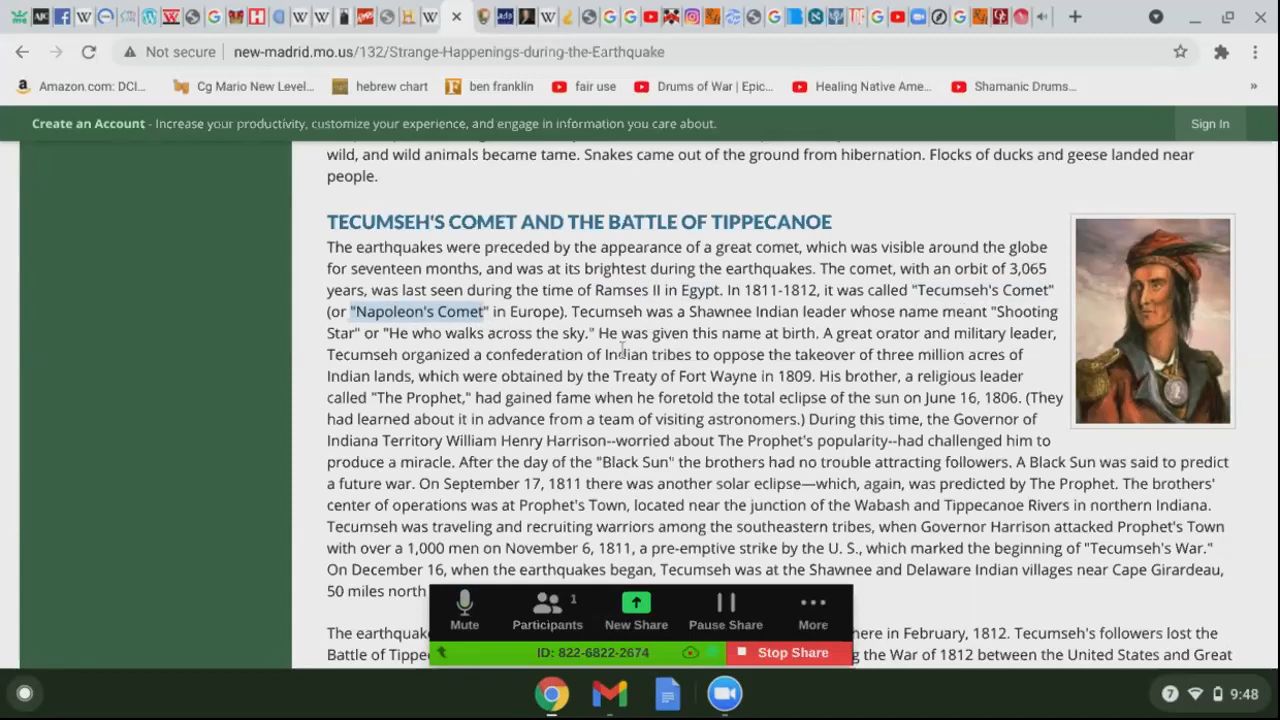 Not secure
new-madrid.mo.us/132/Strange-Happenings-during-the-Earthquake
Amazon.com: DCI...
Cg Mario New Level...
hebrew chart
ben franklin
fair use
Drums of War | Epic...
Healing Native Ame...
Shamanic Drums...
»
Create an Account - Increase your productivity, customize your experience, and engage in information you care about.
Sign In
wild, and wild animals became tame. Snakes came out of the ground from hibernation. Flocks of ducks and geese landed near
people.
TECUMSEH'S COMET AND THE BATTLE OF TIPPECANOE
The earthquakes were preceded by the appearance of a great comet, which was visible around the globe
for seventeen months, and was at its brightest during the earthquakes. The comet, with an orbit of 3,065
years, was last seen during the time of Ramses II in Egypt. In 1811-1812, it was called "Tecumseh's Comet"
(or "Napoleon's Comet" in Europe). Tecumseh was a Shawnee Indian leader whose name meant "Shooting
Star" or "He who walks across the sky." He was given this name at birth. A great orator and military leader,
Tecumseh organized a confederation of Indian tribes to oppose the takeover of three million acres of
Indian lands, which were obtained by the Treaty of Fort Wayne in 1809. His brother, a religious leader
called "The Prophet," had gained fame when he foretold the total eclipse of the sun on June 16, 1806. (They
had learned about it in advance from a team of visiting astronomers.) During this time, the Governor of
Indiana Territory William Henry Harrison--worried about The Prophet's popularity--had challenged him to
produce a miracle. After the day of the "Black Sun" the brothers had no trouble attracting followers. A Black Sun was said to predict
a future war. On September 17, 1811 there was another solar eclipse—which, again, was predicted by The Prophet. The brothers'
center of operations was at Prophet's Town, located near the junction of the Wabash and Tippecanoe Rivers in northern Indiana.
Tecumseh was traveling and recruiting warriors among the southeastern tribes, when Governor Harrison attacked Prophet's Town
with over a 1,000 men on November 6, 1811, a pre-emptive strike by the U. S., which marked the beginning of "Tecumseh's War."
On December 16, when the earthquakes began, Tecumseh was at the Shawnee and Delaware Indian villages near Cape Girardeau,
50 miles north
The earthquak here in February, 1812. Tecumseh's followers lost the
Battle of Tippe g the War of 1812 between the United States and Great
Mute
Participants
1
New Share
Pause Share
More
ID: 822-6822-2674
Stop Share
7
9:48